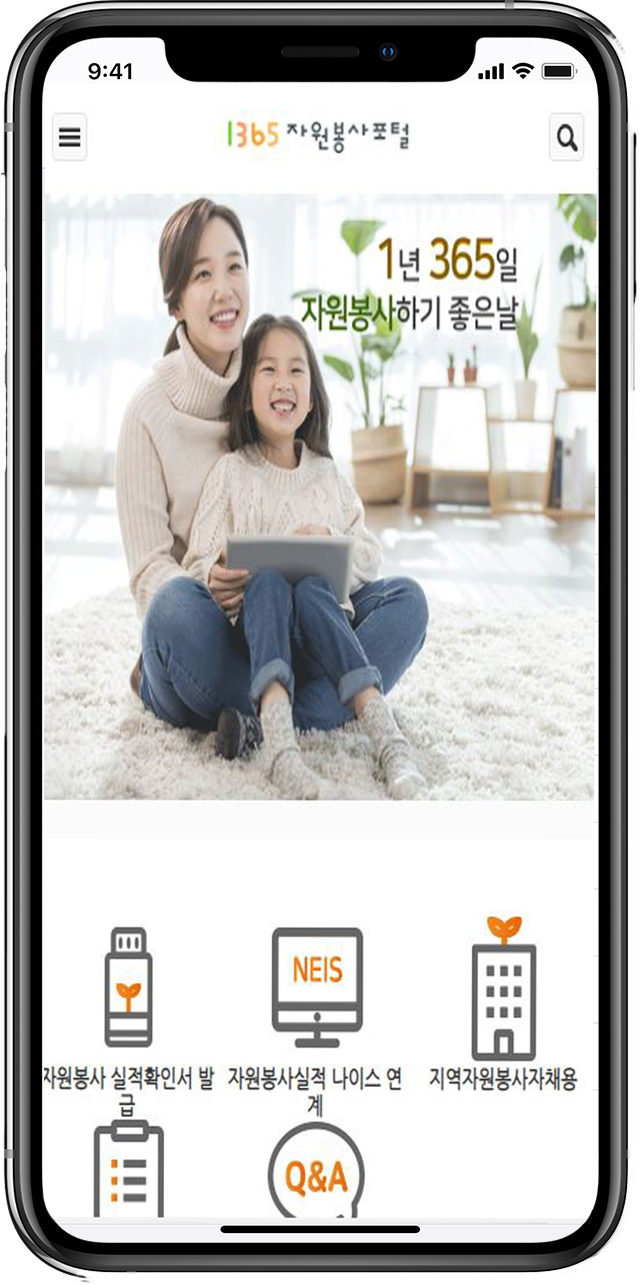 9:41
1365 자원봉사포털
1년 365일
자원봉사하기 좋은날
NEIS
자원봉사 실적확인서 발
급
자원봉사실적 나이스 연
계
지역자원봉사자채용
Q&A